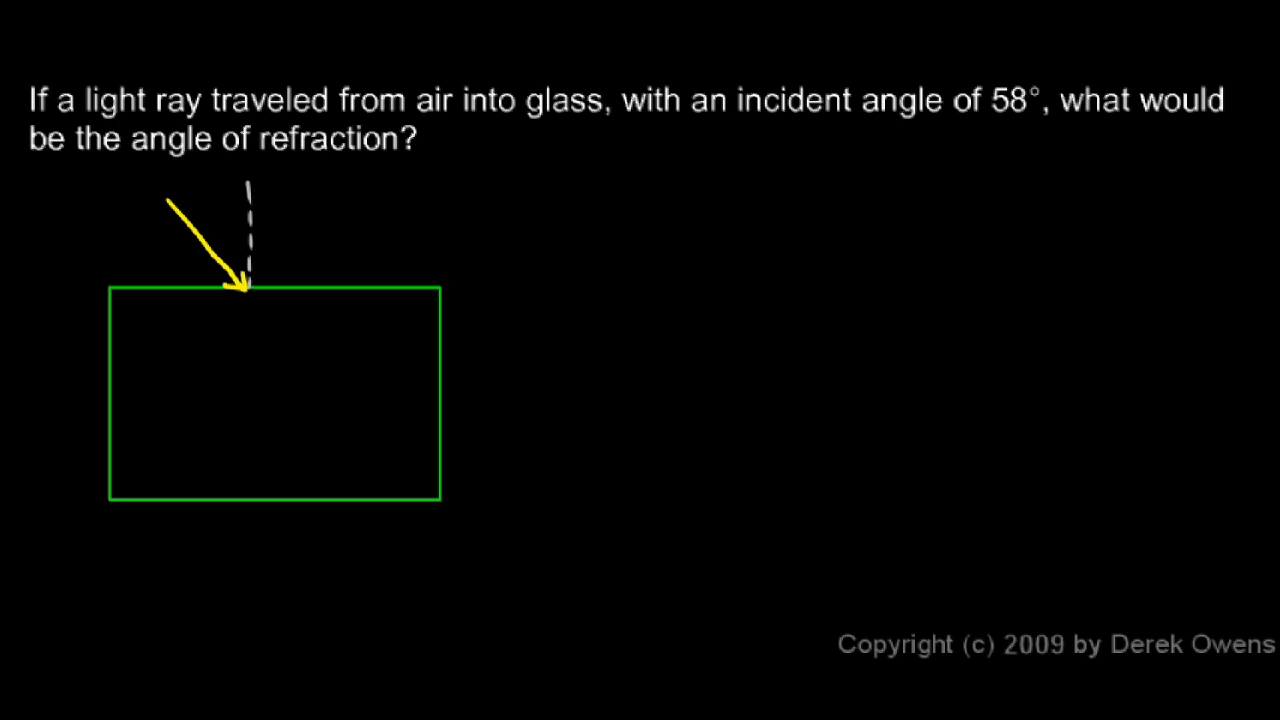 If a light ray traveled from air into glass, with an incident angle of 58°, what would
be the angle of refraction?
Copyright (c) 2009 by Derek Owens